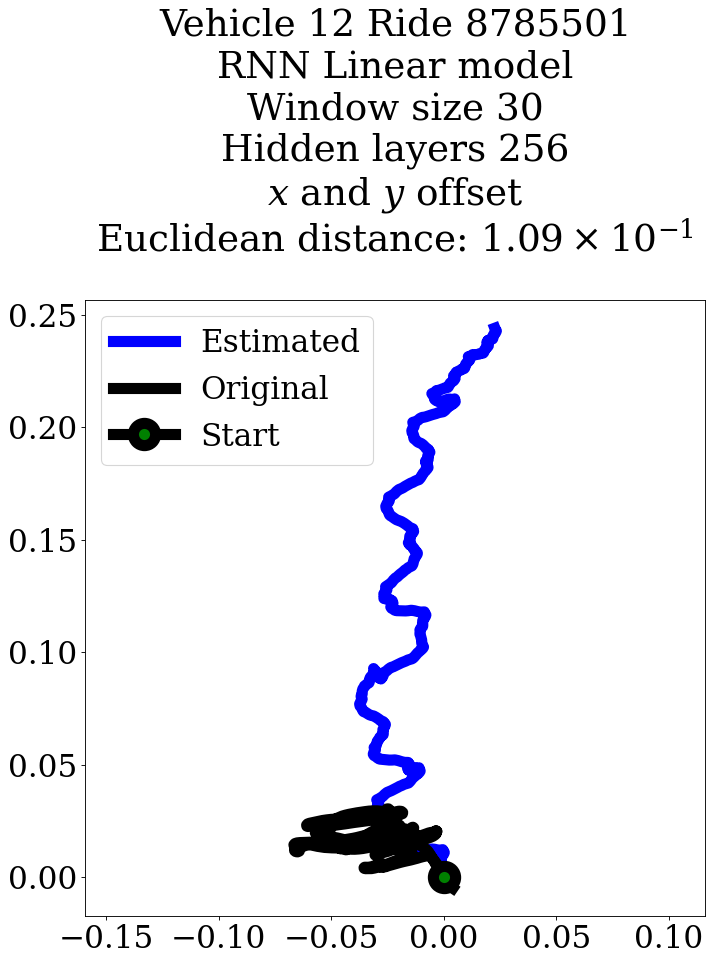 Vehicle 12 Ride 8785501
RNN Linear model
Window size 30
Hidden layers 256
x and y offset
Euclidean distance: 1.09 × 10⁻¹
0.25
0.20
0.15
0.10
0.05
0.00
Estimated
Original
Start
−0.15 −0.10 −0.05 0.00 0.05 0.10